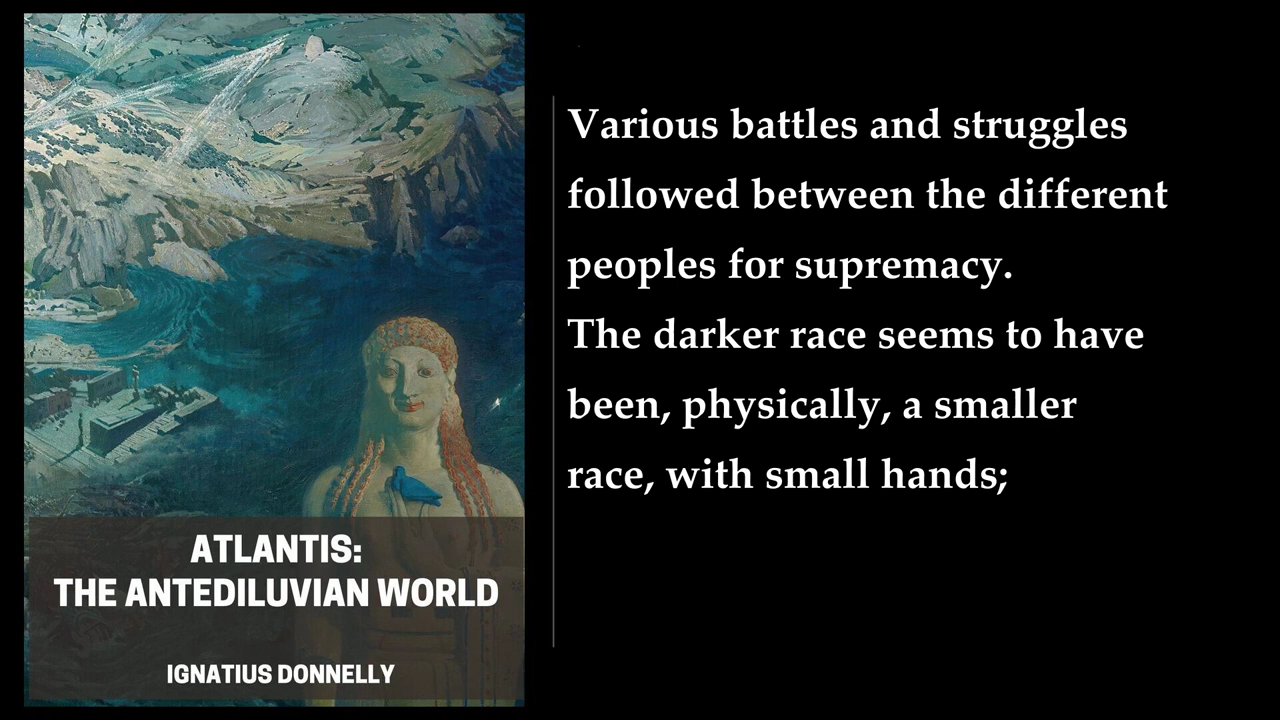 ATLANTIS:
THE ANTEDILUVIAN WORLD
IGNATIUS DONNELLY
Various battles and struggles
followed between the different
peoples for supremacy.
The darker race seems to have
been, physically, a smaller
race, with small hands;